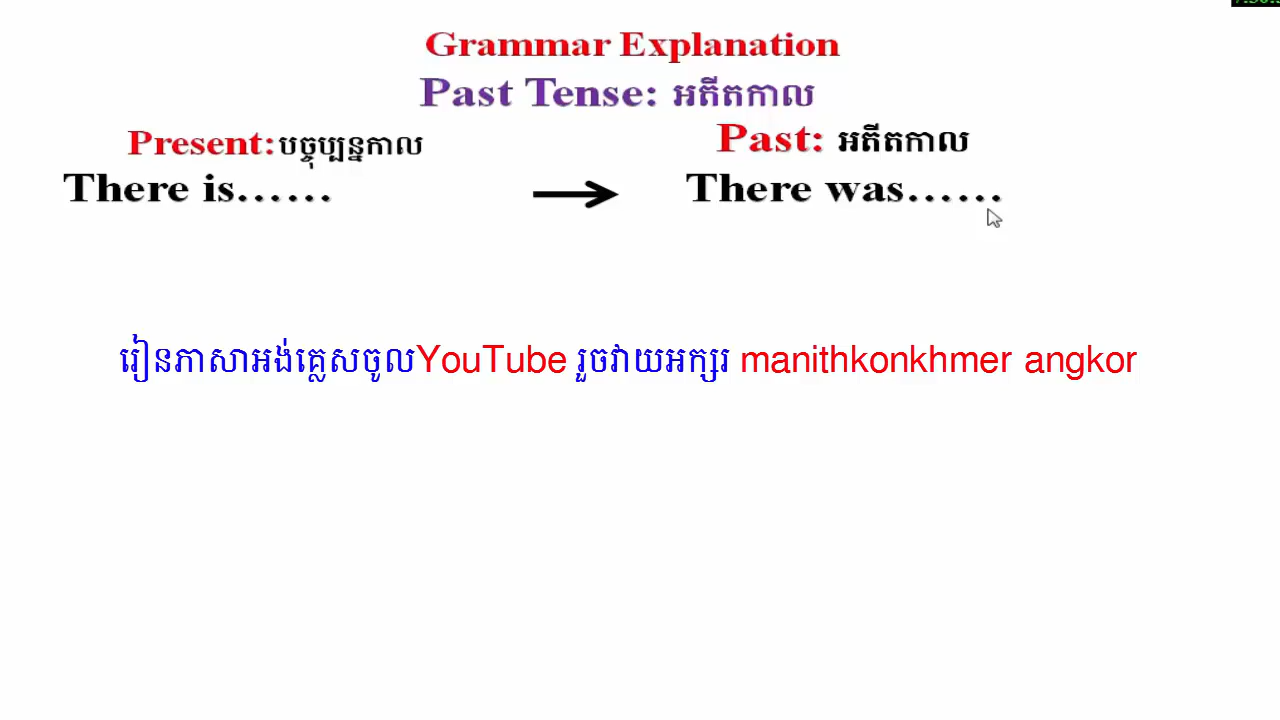 Grammar Explanation
Past Tense: អតីតកាល
Present: បច្ចុប្បន្នកាល
Past: អតីតកាល
There is……
There was……
រៀនភាសាអង់គ្លេសចូលYouTube រួចវាយអក្សរ manithkonkhmer angkor